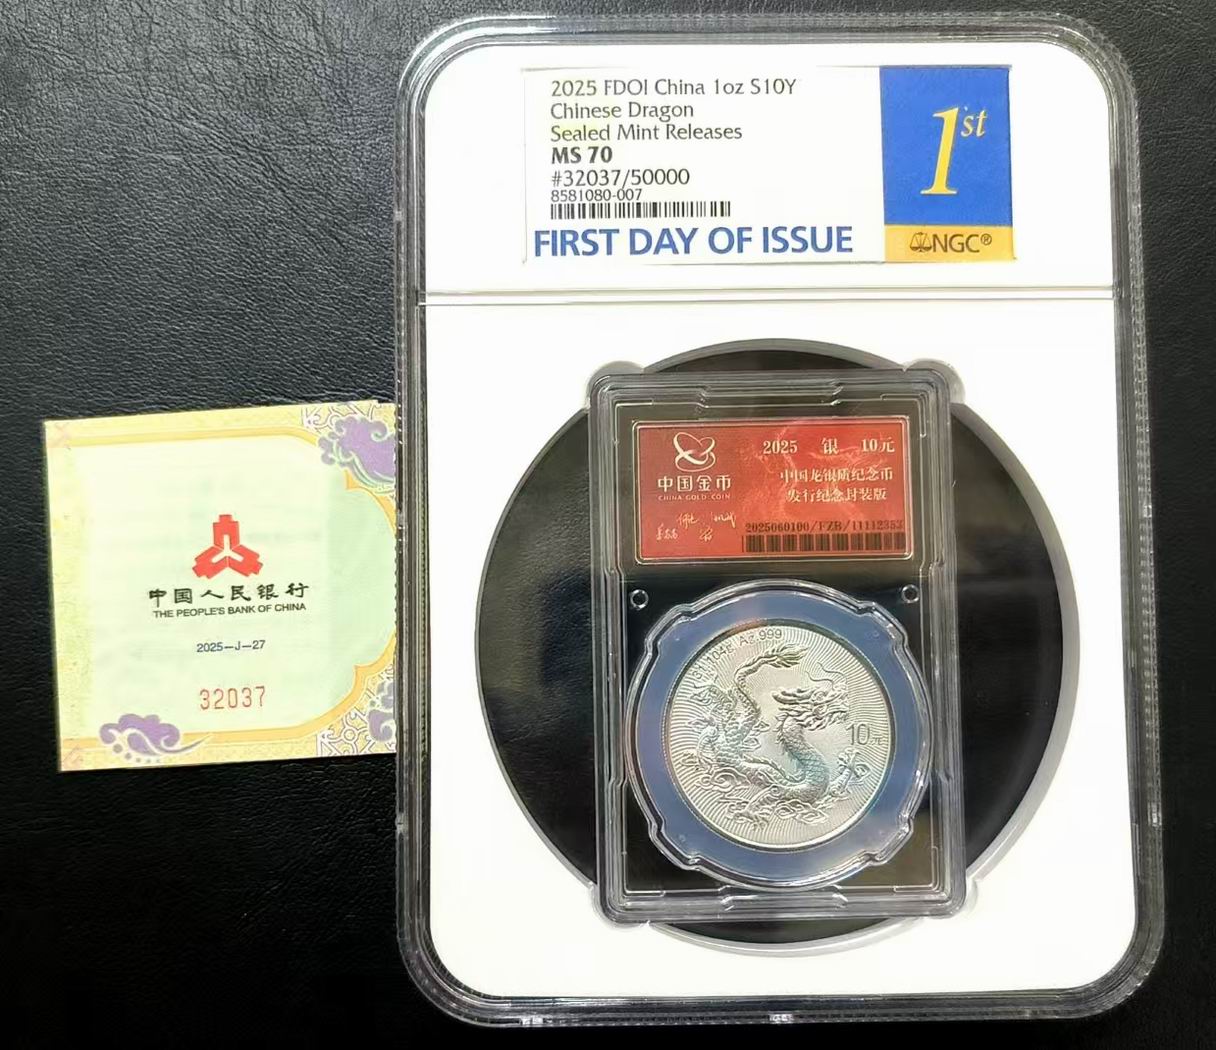 2025 FDOI China 1oz S10Y
Chinese Dragon
Sealed Mint Releases
MS 70
#32037/50000
8581080-007
FIRST DAY OF ISSUE
1st
NGC®
中国金币
CHINA GOLD COIN
2025 银 10元
中国龙银质纪念币
发行纪念封装版
2025060100/FZB/11112353
10元
中国人民银行
THE PEOPLE'S BANK OF CHINA
2025-J-27
32037